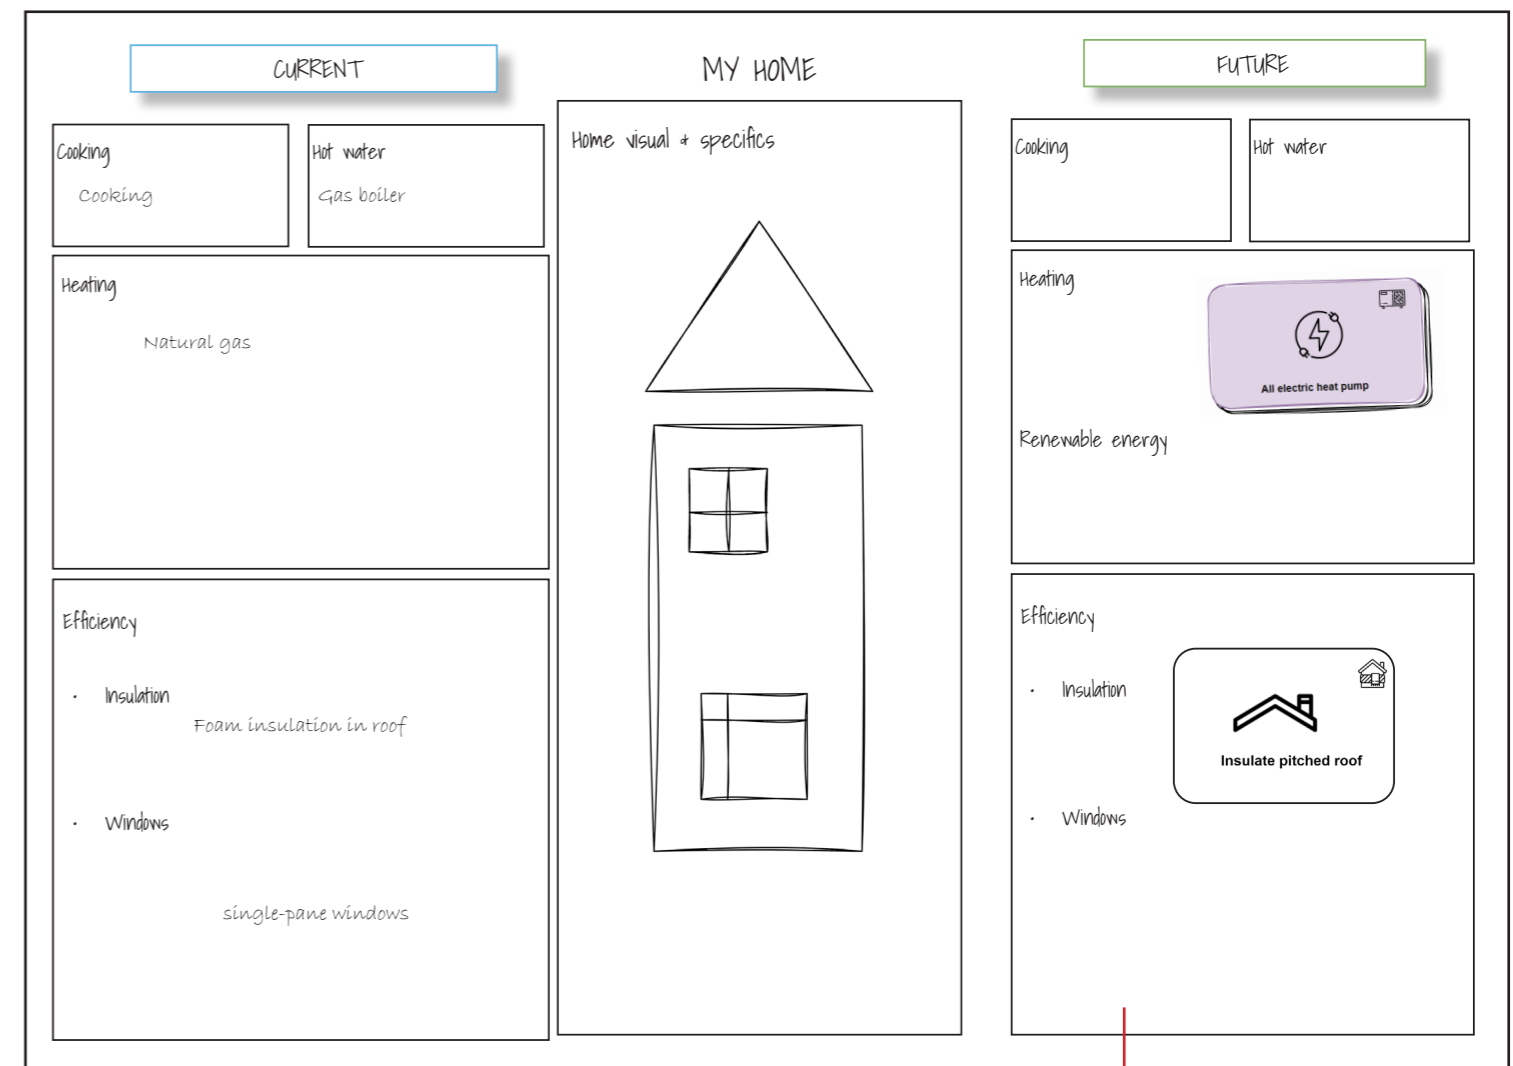 CURRENT
Cooking
Cooking
Hot water
Gas boiler
Heating
Natural gas
Efficiency
· Insulation
Foam insulation in roof
· Windows
single-pane windows
MY HOME
Home visual & specifics
FUTURE
Cooking
Hot water
Heating
All electric heat pump
Renewable energy
Efficiency
· Insulation
Insulate pitched roof
· Windows